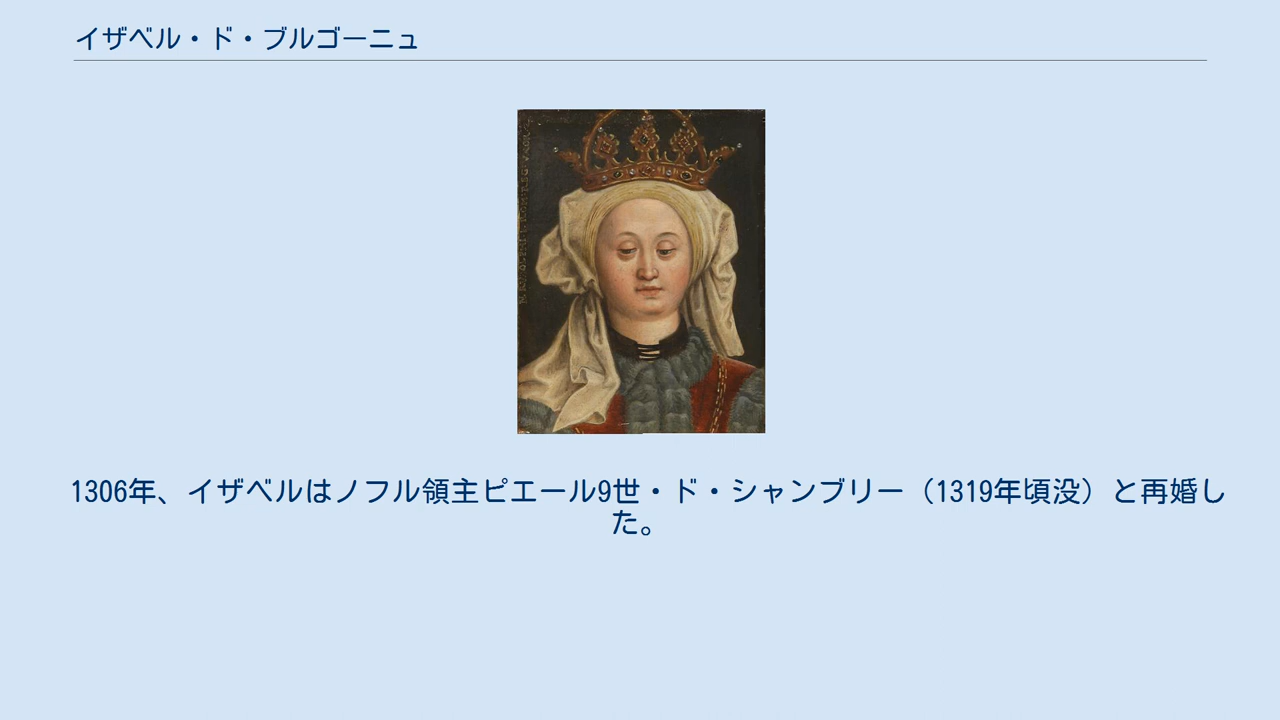 イザベル・ド・ブルゴーニュ
1306年、イザベルはノフル領主ピエール9世・ド・シャンブリー（1319年頃没）と再婚し
た。